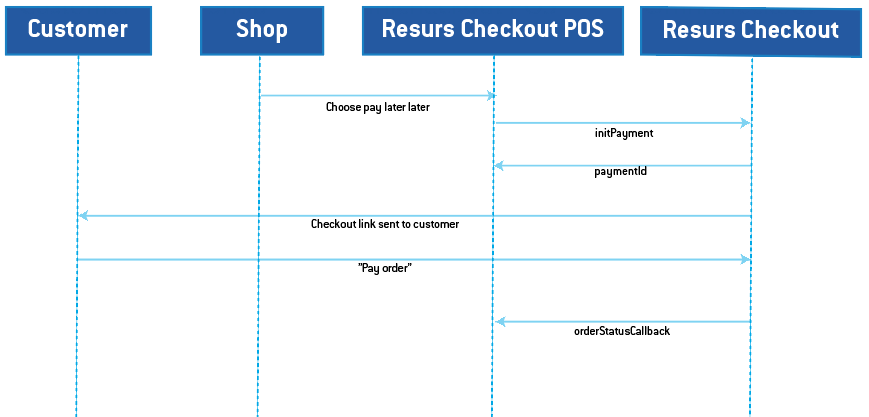 Customer
Shop
Resurs Checkout POS
Resurs Checkout
Choose pay later later
initPayment
paymentId
Checkout link sent to customer
"Pay order"
orderStatusCallback